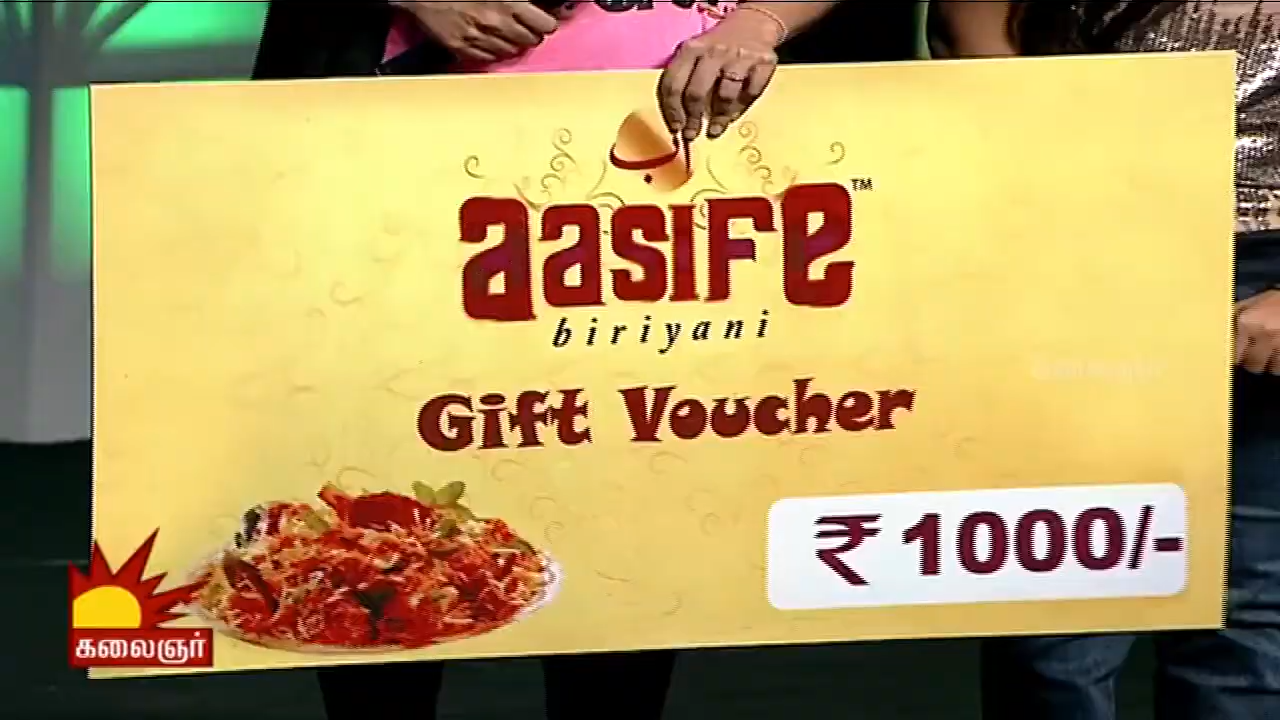 aasife™
biriyani
Gift Voucher
₹ 1000/-
கலைஞர்